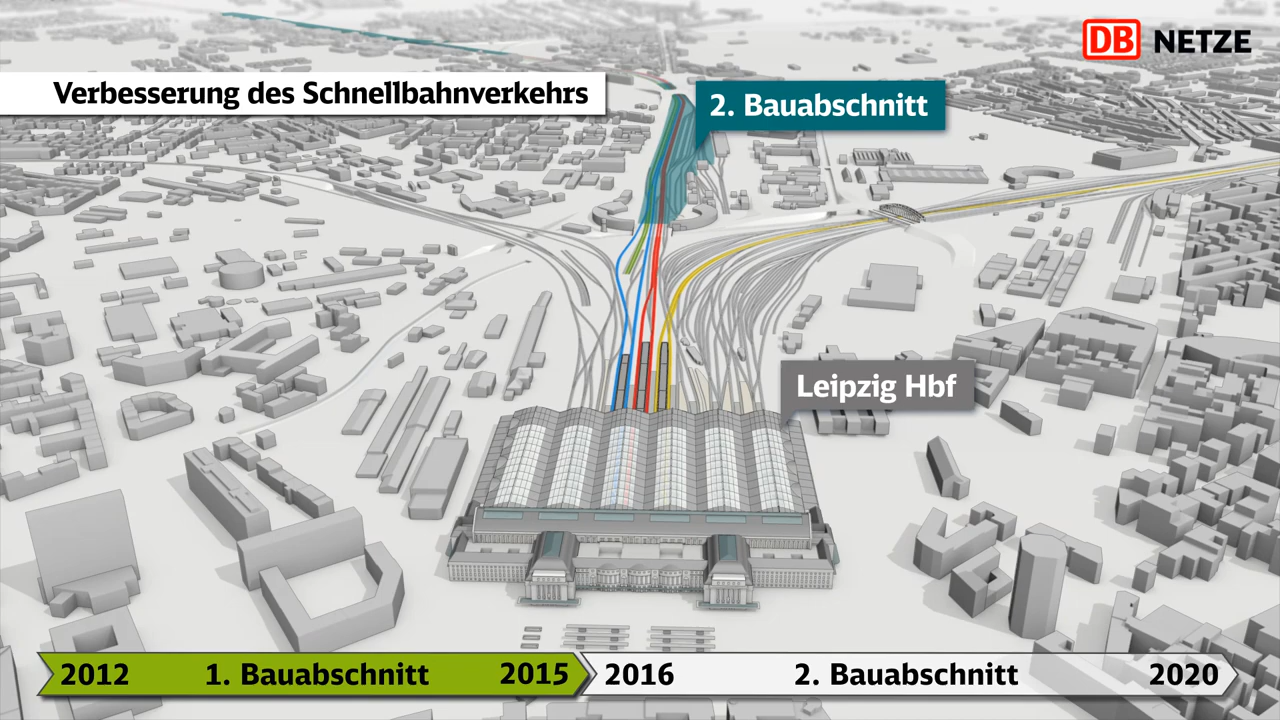 DB NETZE
Verbesserung des Schnellbahnverkehrs
2. Bauabschnitt
Leipzig Hbf
2012 1. Bauabschnitt 2015 2016 2. Bauabschnitt 2020